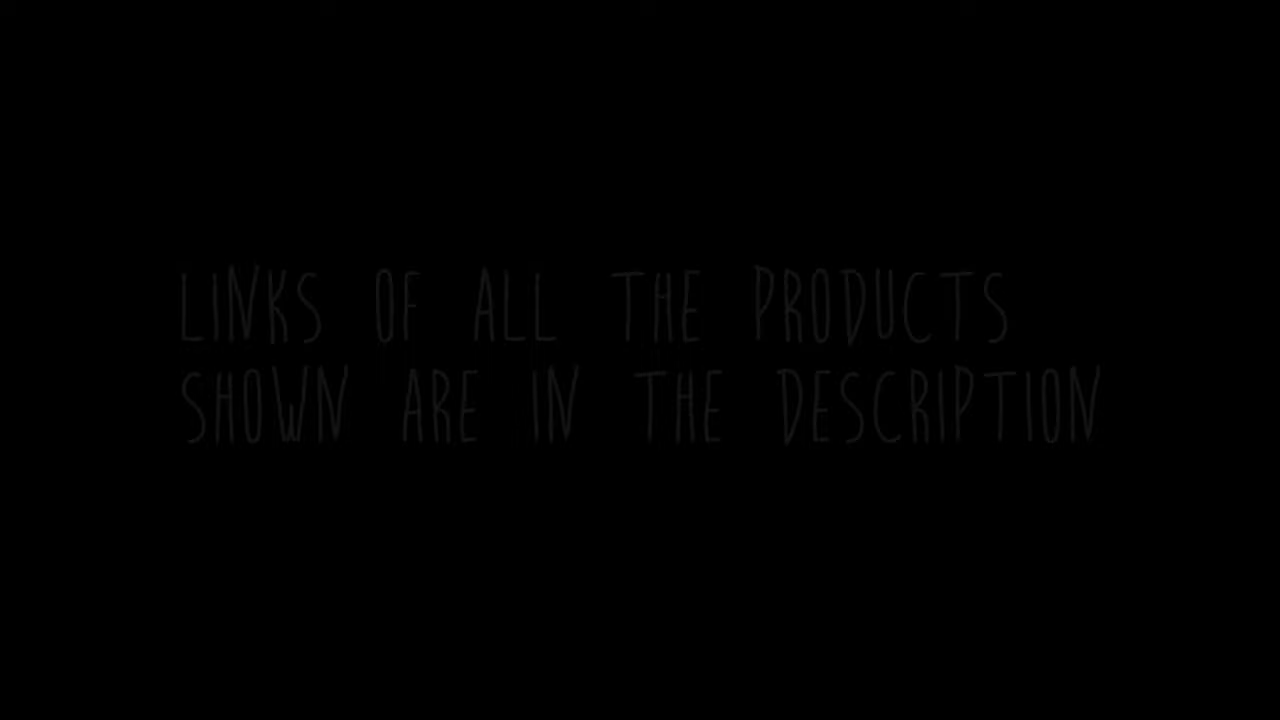 LINKS OF ALL THE PRODUCTS
SHOWN ARE IN THE DESCRIPTION